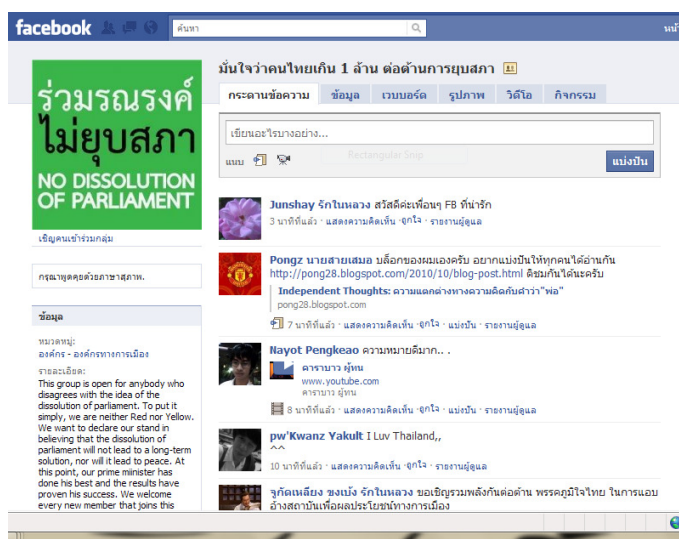 facebook
ค้นหา
หน้า
มั่นใจว่าคนไทยเกิน 1 ล้าน ต่อต้านการยุบสภา
กระดานข้อความ ข้อมูล เวบบอร์ด รูปภาพ วิดีโอ กิจกรรม
เขียนอะไรบางอย่าง...
แนบ
Rectangular Snip
แบ่งปัน
ร่วมรณรงค์
ไม่ยุบสภา
NO DISSOLUTION
OF PARLIAMENT
เชิญคนเข้าร่วมกลุ่ม
กรุณาพูดคุยด้วยภาษาสุภาพ.
ข้อมูล
หมวดหมู่:
องค์กร - องค์กรทางการเมือง
รายละเอียด:
This group is open for anybody who
disagrees with the idea of the
dissolution of parliament. To put it
simply, we are neither Red nor Yellow.
We want to declare our stand in
believing that the dissolution of
parliament will not lead to a long-term
solution, nor will it lead to peace. At
this point, our prime minister has
done his best and the results have
proven his success. We welcome
every new member that joins this
Junshay รักในหลวง สวัสดีค่ะเพื่อนๆ FB ที่น่ารัก
3 นาทีที่แล้ว · แสดงความคิดเห็น · ถูกใจ · รายงานผู้ดูแล
Pongz นายสายเสมอ บล็อกของผมเองครับ อยากแบ่งปันให้ทุกคนได้อ่านกัน
http://pong28.blogspot.com/2010/10/blog-post.html ติชมกันได้นะครับ
Independent Thoughts: ความแตกต่างทางความคิดกับคำว่า"พ่อ"
pong28.blogspot.com
7 นาทีที่แล้ว · แสดงความคิดเห็น · ถูกใจ · แบ่งปัน · รายงานผู้ดูแล
Nayot Pengkeao ความหมายดีมาก.. .
คาราบาว ผู้ทน
www.youtube.com
คาราบาว ผู้ทน
8 นาทีที่แล้ว · แสดงความคิดเห็น · ถูกใจ · แบ่งปัน · รายงานผู้ดูแล
pw'Kwanz Yakult I Luv Thailand,,
^^
10 นาทีที่แล้ว · แสดงความคิดเห็น · ถูกใจ · รายงานผู้ดูแล
จูกัดเหลียง ขงเบ้ง รักในหลวง ขอเชิญรวมพลังกันต่อต้าน พรรคภูมิใจไทย ในการแอบ
อ้างสถาบันเพื่อผลประโยชน์ทางการเมือง